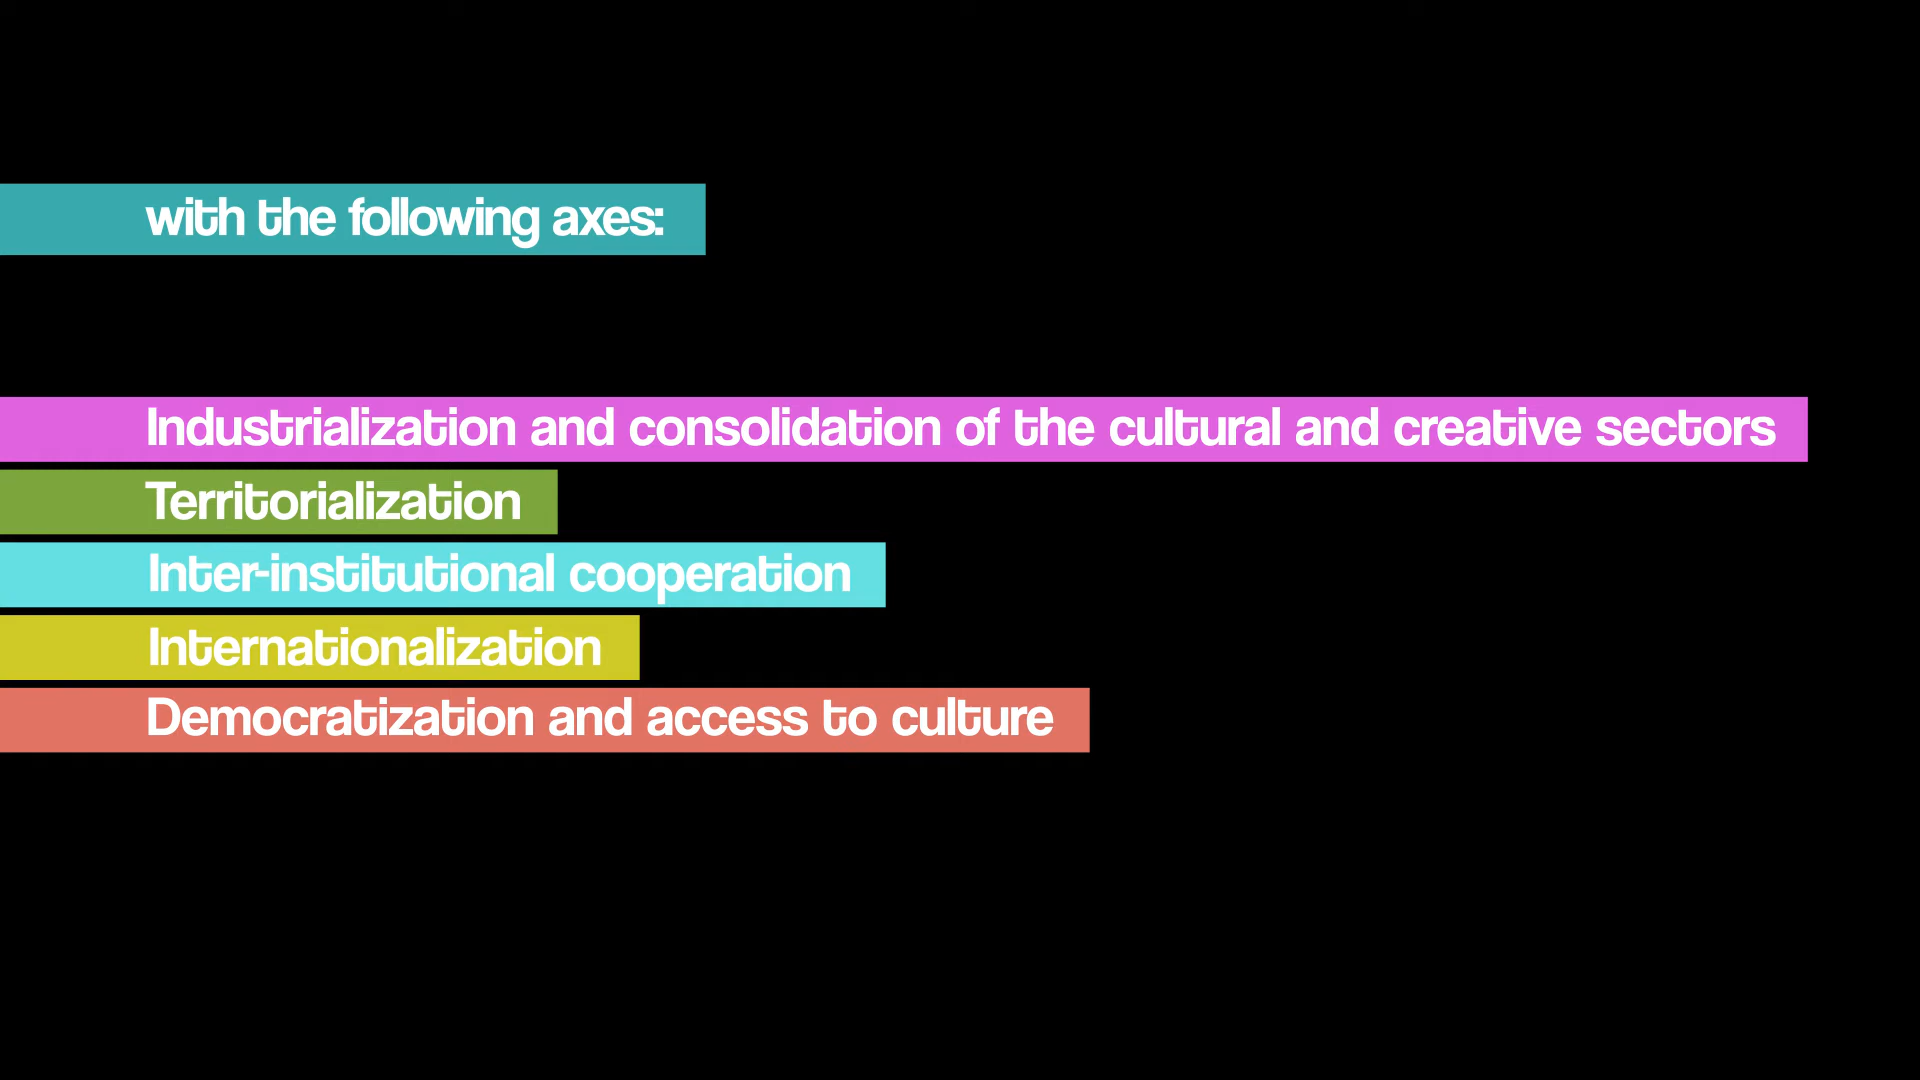 with the following axes:
Industrialization and consolidation of the cultural and creative sectors
Territorialization
Inter-institutional cooperation
Internationalization
Democratization and access to culture